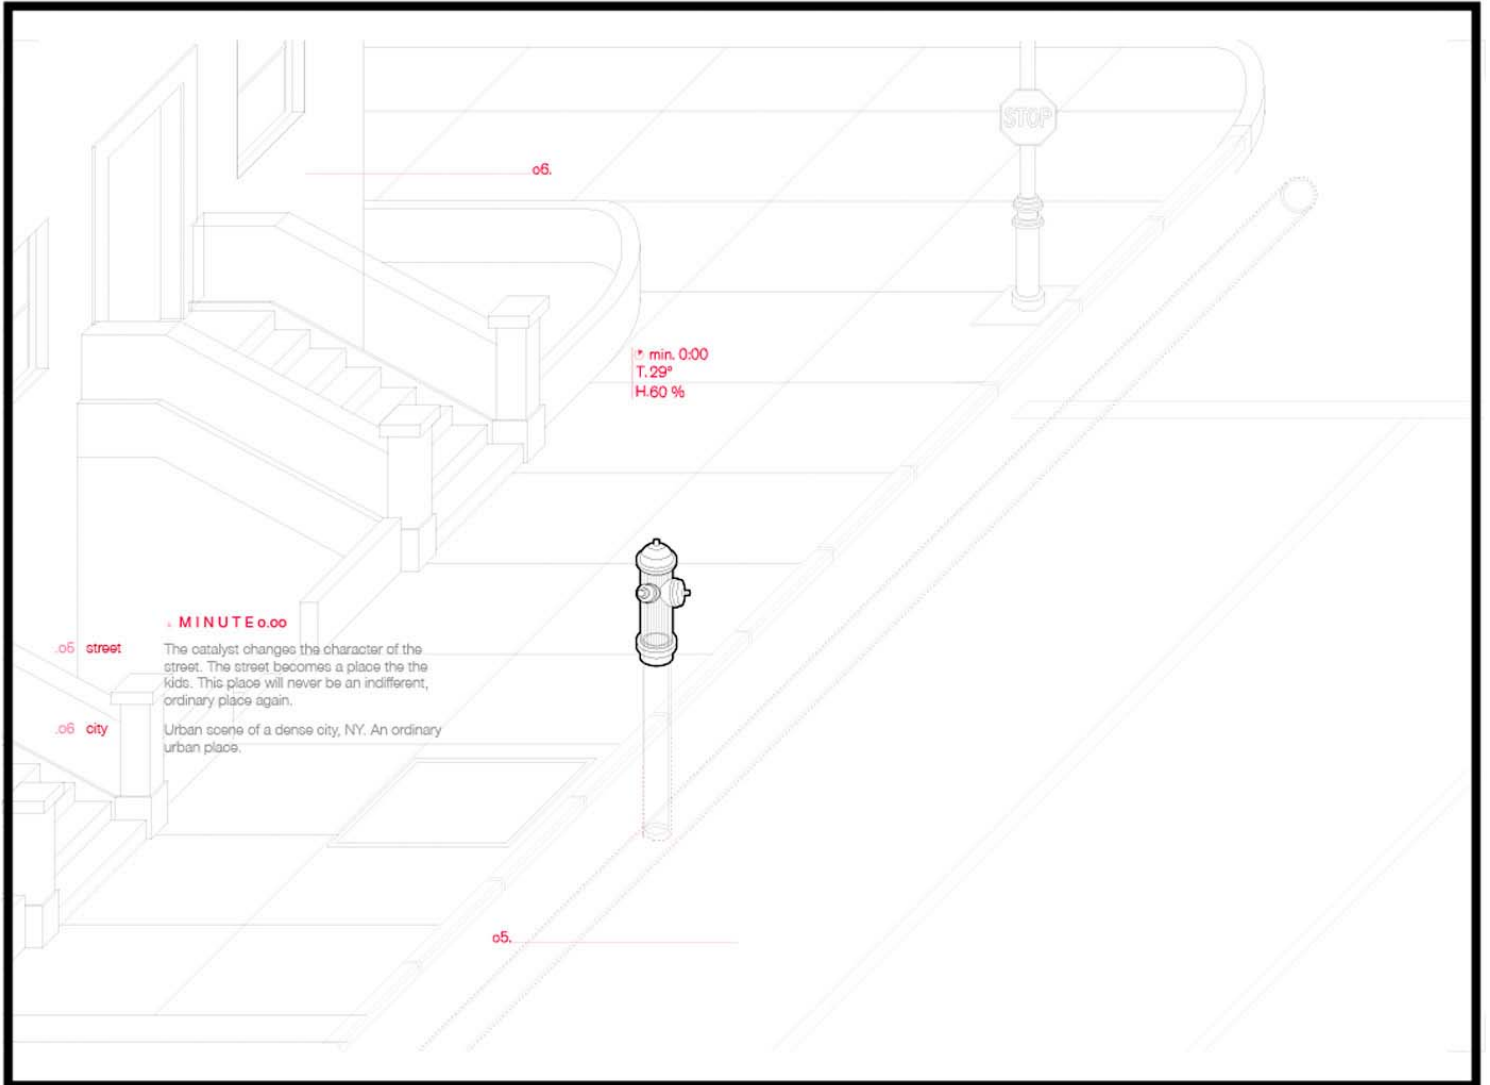 STOP
o6.
min. 0:00
T. 29°
H.60 %
. MINUTE o.oo
.o5 street
The catalyst changes the character of the
street. The street becomes a place the the
kids. This place will never be an indifferent,
ordinary place again.
.o6 city
Urban scene of a dense city, NY. An ordinary
urban place.
o5.